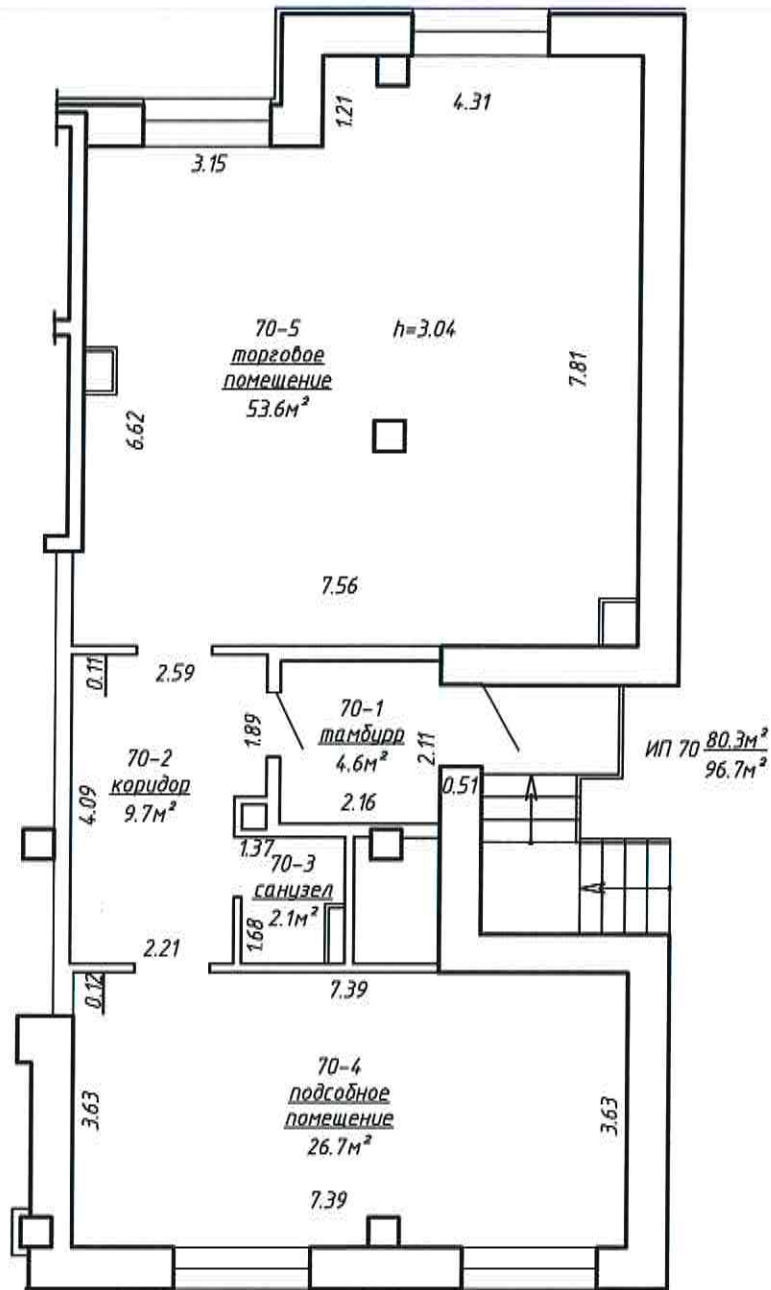 4.31
1.21
3.15
70-5
торговое
помещение
53.6м²
h=3.04
7.81
6.62
7.56
0.11
2.59
1.89
70-1
тамбурр
4.6м²
2.11
2.16
70-2
коридор
9.7м²
4.09
0.51
ИП 70 80.3м²
96.7м²
1.37
70-3
санузел
2.1м²
1.68
2.21
0.12
7.39
70-4
подсобное
помещение
26.7м²
3.63
3.63
7.39